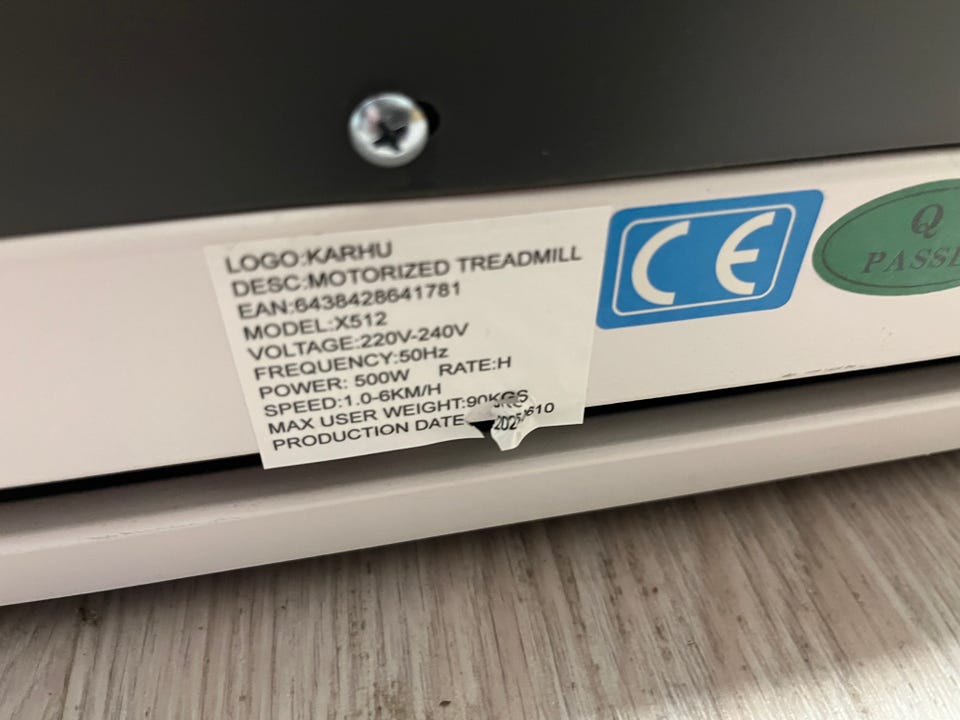 LOGO:KARHU
DESC:MOTORIZED TREADMILL
EAN:6438428641781
MODEL:X512
VOLTAGE:220V-240V
FREQUENCY:50Hz
POWER: 500W RATE:H
SPEED:1.0-6KM/H
MAX USER WEIGHT:90KGS
PRODUCTION DATE
CE
Q